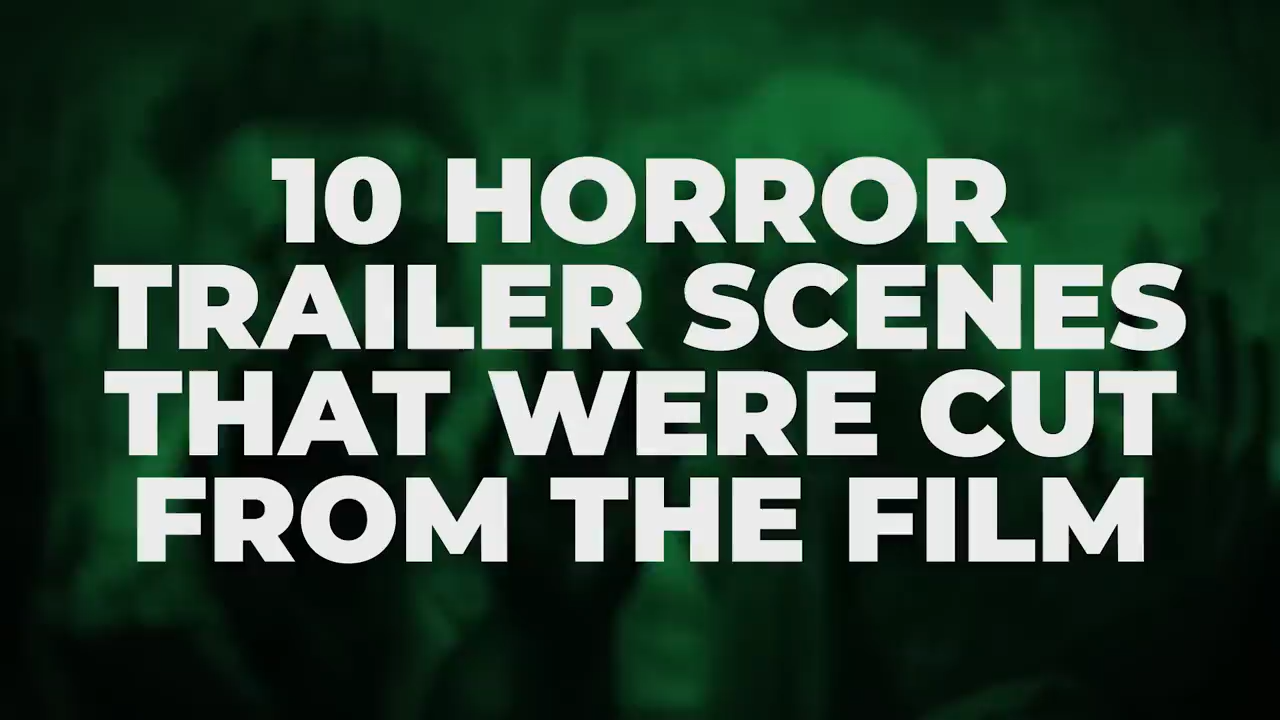 10 HORROR
TRAILER SCENES
THAT WERE CUT
FROM THE FILM